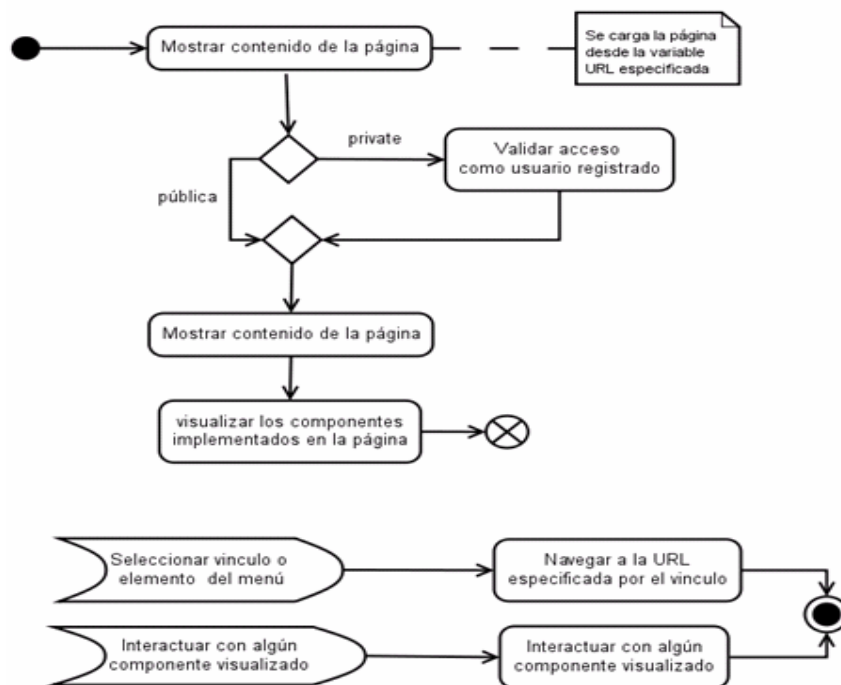 Mostrar contenido de la página
Se carga la página
desde la variable
URL especificada
private
Validar acceso
como usuario registrado
pública
Mostrar contenido de la página
visualizar los componentes
implementados en la página
Seleccionar vinculo o
elemento del menú
Navegar a la URL
especificada por el vinculo
Interactuar con algún
componente visualizado
Interactuar con algún
componente visualizado